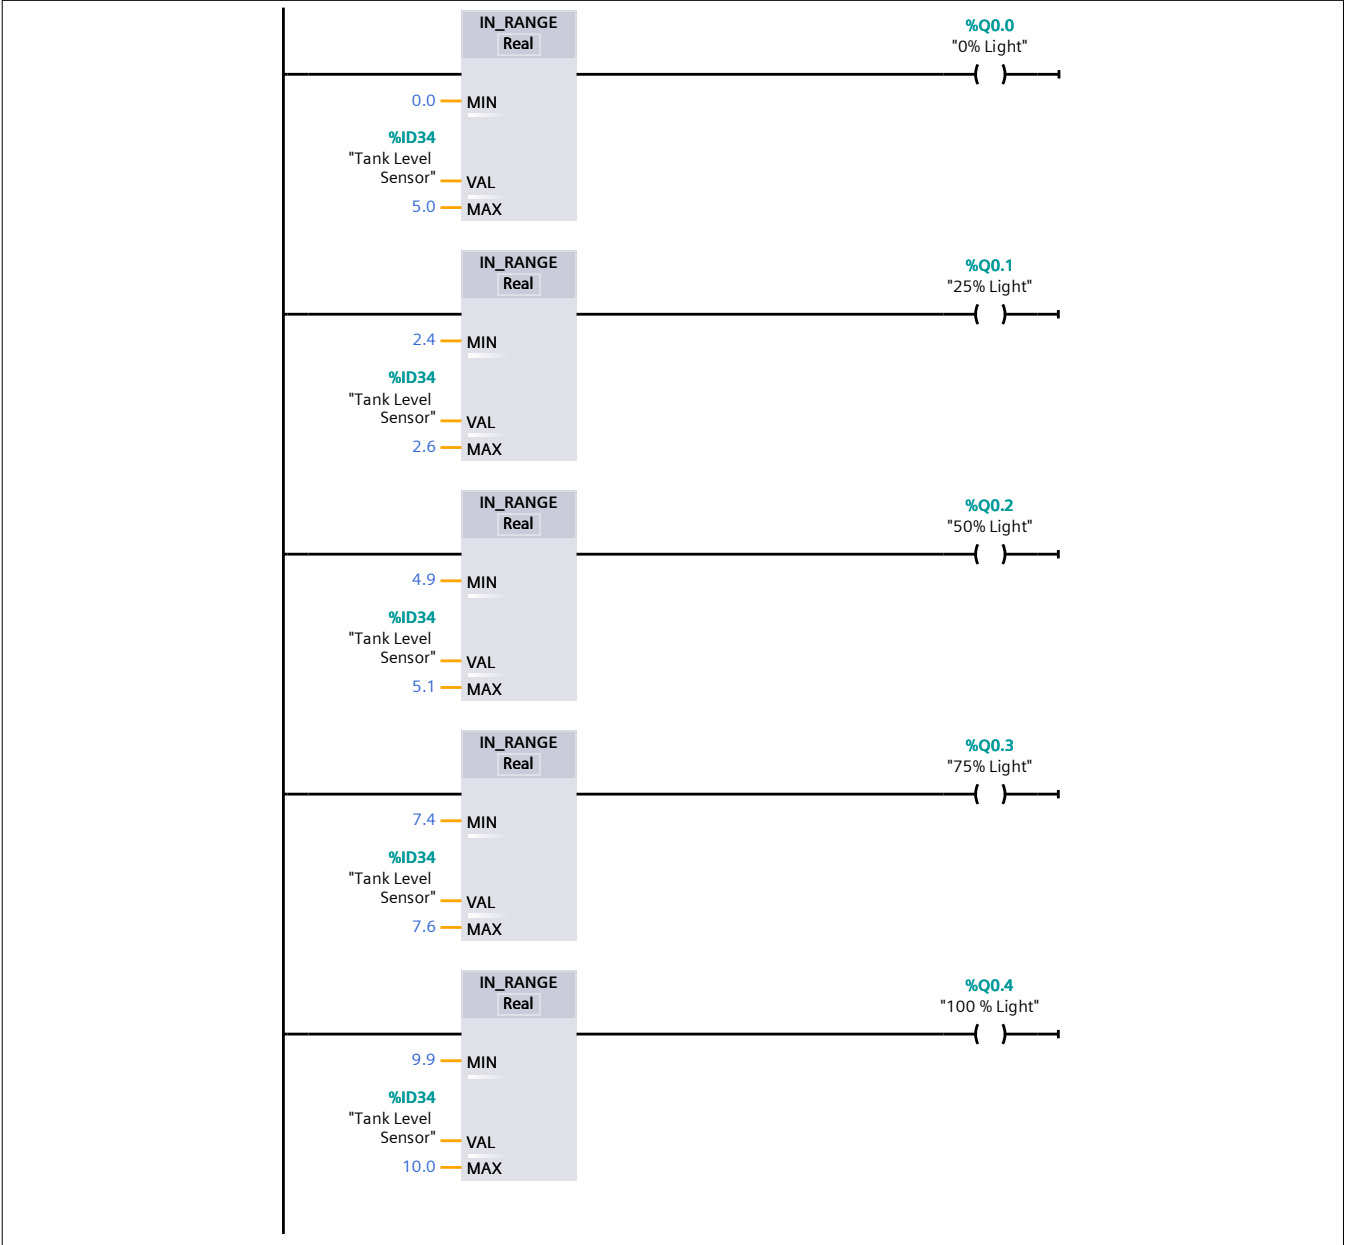 IN_RANGE
Real
%Q0.0
"0% Light"
0.0
MIN
%ID34
"Tank Level
Sensor"
VAL
5.0
MAX
IN_RANGE
Real
%Q0.1
"25% Light"
2.4
MIN
%ID34
"Tank Level
Sensor"
VAL
2.6
MAX
IN_RANGE
Real
%Q0.2
"50% Light"
4.9
MIN
%ID34
"Tank Level
Sensor"
VAL
5.1
MAX
IN_RANGE
Real
%Q0.3
"75% Light"
7.4
MIN
%ID34
"Tank Level
Sensor"
VAL
7.6
MAX
IN_RANGE
Real
%Q0.4
"100 % Light"
9.9
MIN
%ID34
"Tank Level
Sensor"
VAL
10.0
MAX